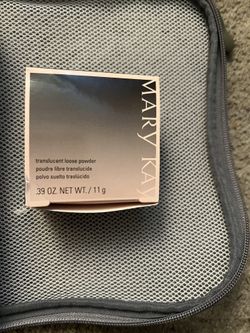 MARY KAY
translucent loose powder
poudre libre translucide
polvo suelto traslúcido
.39 OZ. NET WT. / 11 g